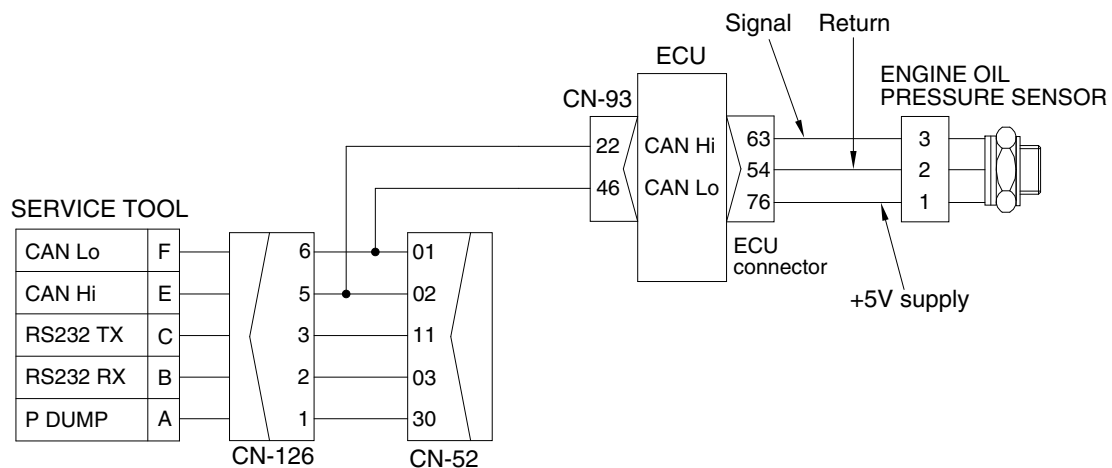 Signal Return
ECU
ENGINE OIL
PRESSURE SENSOR
CN-93
22 CAN Hi 63 3
54 2
46 CAN Lo
76 1
ECU
connector
+5V supply
SERVICE TOOL
CAN Lo F 6 01
CAN Hi E 5 02
RS232 TX C 3 11
RS232 RX B 2 03
P DUMP A 1 30
CN-126 CN-52